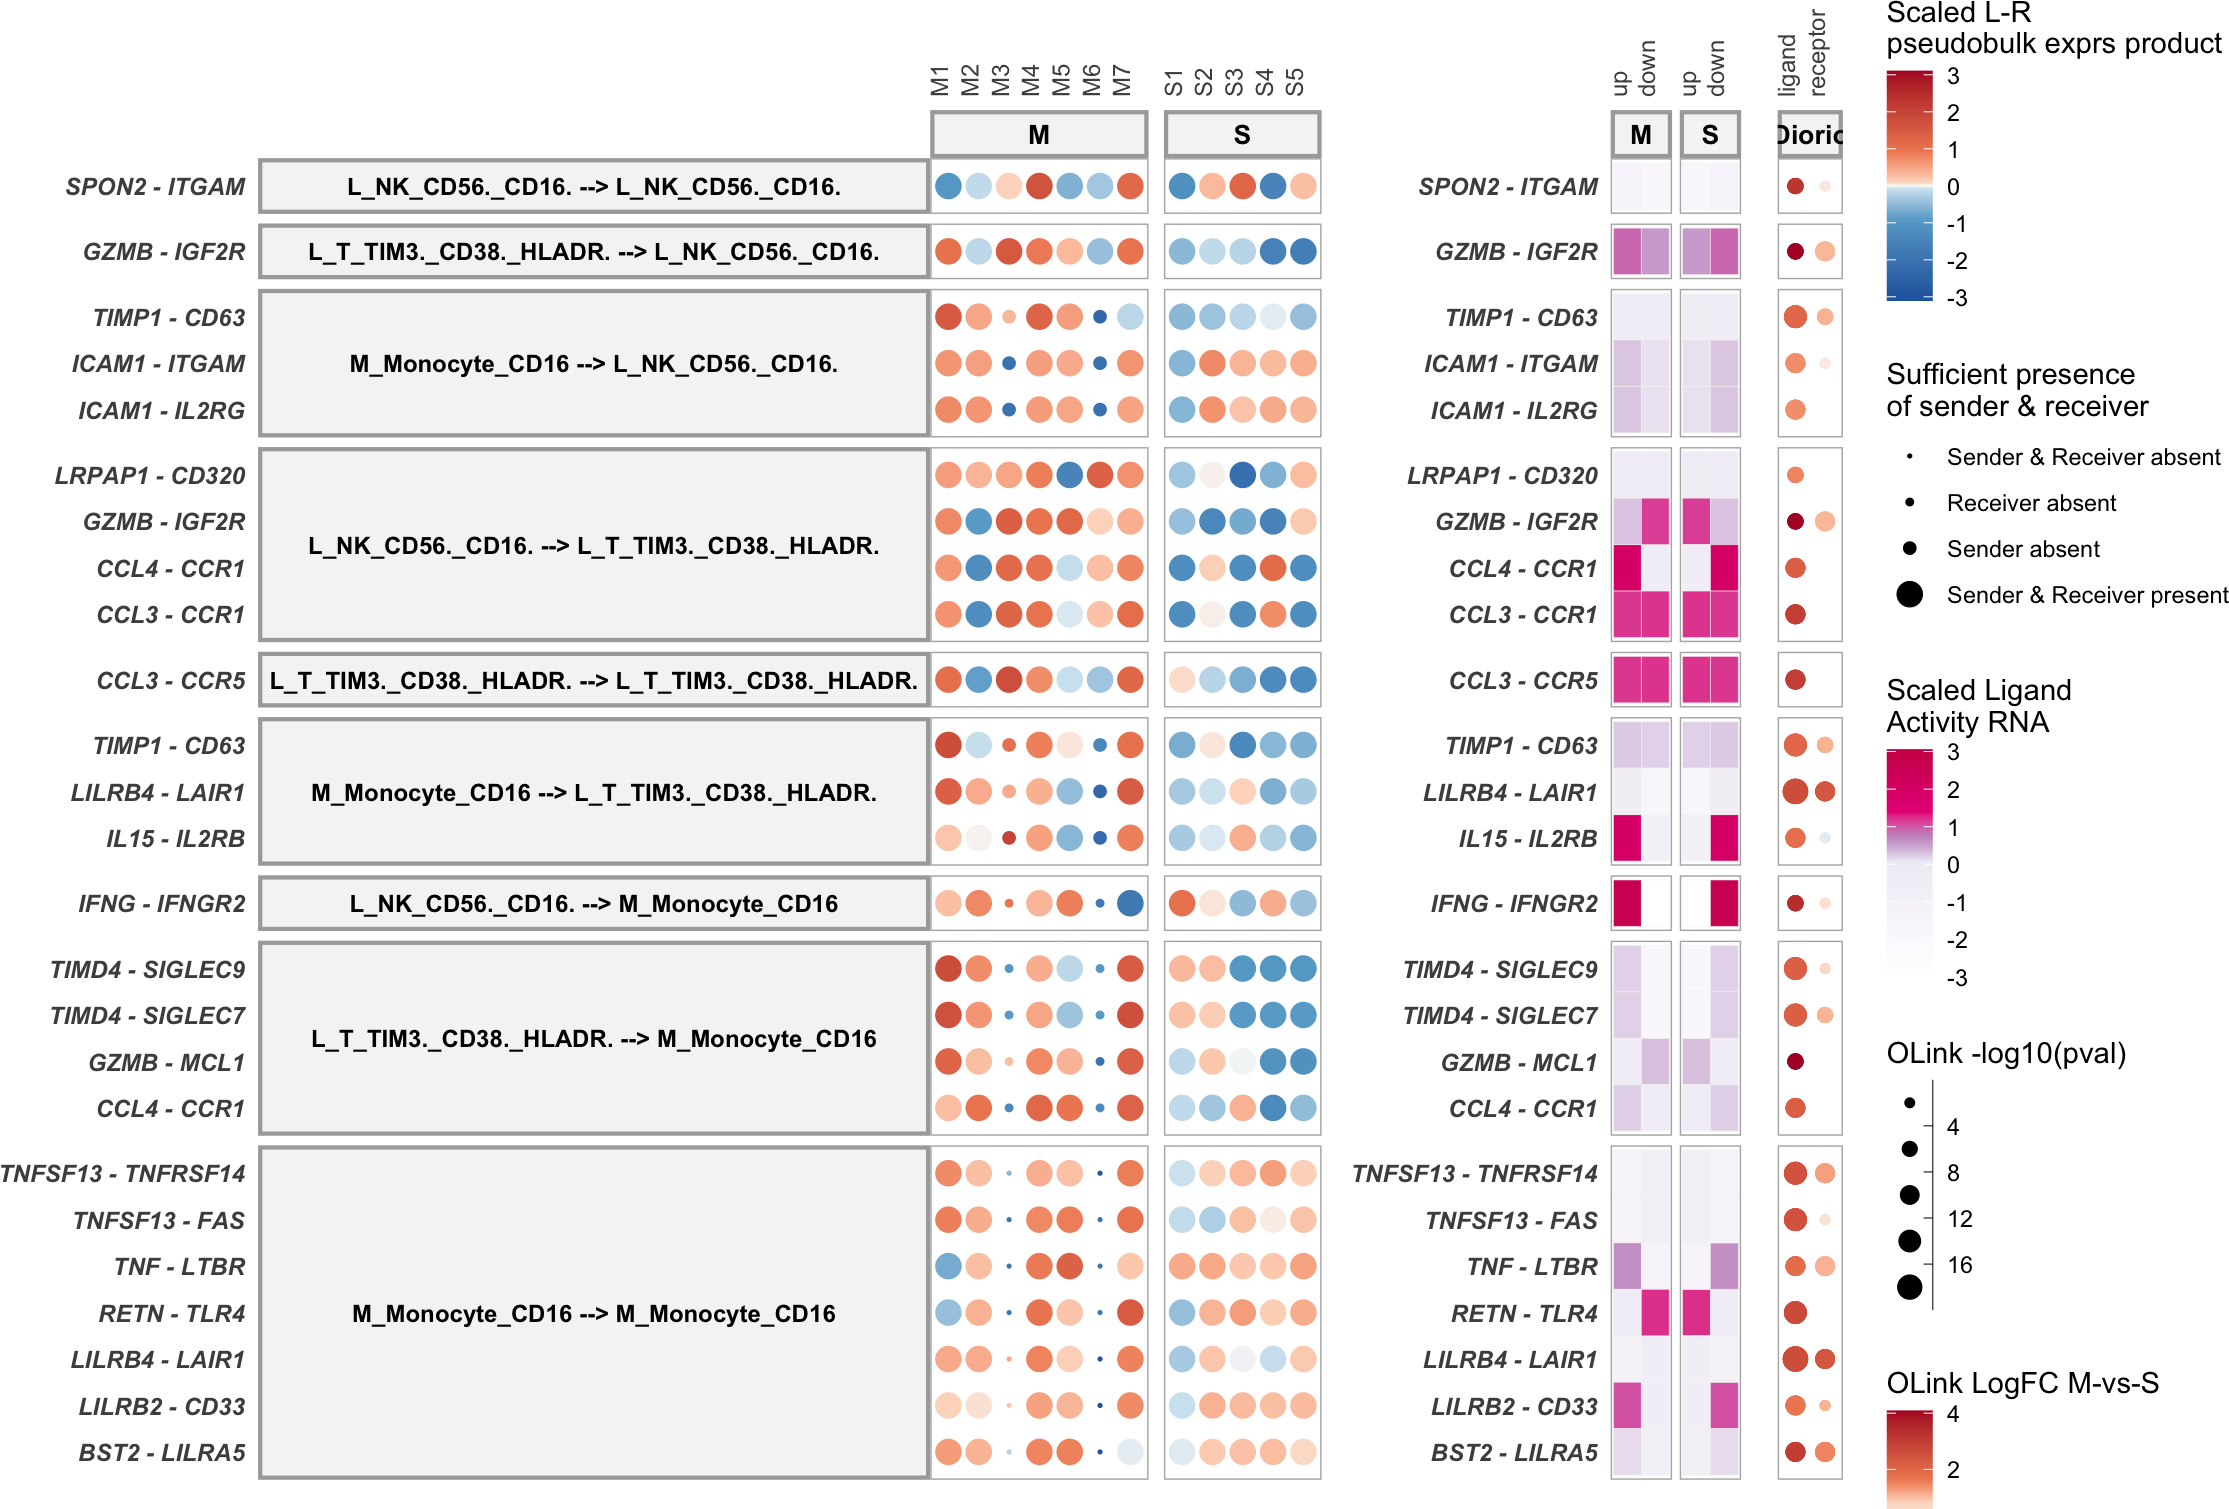 M1 M2 M3 M4 M5 M6 M7 S1 S2 S3 S4 S5 up down up down ligand receptor
M S M S Dioric
SPON2 - ITGAM L_NK_CD56._CD16. --> L_NK_CD56._CD16. SPON2 - ITGAM
GZMB - IGF2R L_T_TIM3._CD38._HLADR. --> L_NK_CD56._CD16. GZMB - IGF2R
TIMP1 - CD63 TIMP1 - CD63
ICAM1 - ITGAM M_Monocyte_CD16 --> L_NK_CD56._CD16. ICAM1 - ITGAM
ICAM1 - IL2RG ICAM1 - IL2RG
LRPAP1 - CD320 LRPAP1 - CD320
GZMB - IGF2R GZMB - IGF2R
L_NK_CD56._CD16. --> L_T_TIM3._CD38._HLADR.
CCL4 - CCR1 CCL4 - CCR1
CCL3 - CCR1 CCL3 - CCR1
CCL3 - CCR5 L_T_TIM3._CD38._HLADR. --> L_T_TIM3._CD38._HLADR. CCL3 - CCR5
TIMP1 - CD63 TIMP1 - CD63
LILRB4 - LAIR1 M_Monocyte_CD16 --> L_T_TIM3._CD38._HLADR. LILRB4 - LAIR1
IL15 - IL2RB IL15 - IL2RB
IFNG - IFNGR2 L_NK_CD56._CD16. --> M_Monocyte_CD16 IFNG - IFNGR2
TIMD4 - SIGLEC9 TIMD4 - SIGLEC9
TIMD4 - SIGLEC7 TIMD4 - SIGLEC7
L_T_TIM3._CD38._HLADR. --> M_Monocyte_CD16
GZMB - MCL1 GZMB - MCL1
CCL4 - CCR1 CCL4 - CCR1
TNFSF13 - TNFRSF14 TNFSF13 - TNFRSF14
TNFSF13 - FAS TNFSF13 - FAS
TNF - LTBR TNF - LTBR
RETN - TLR4 M_Monocyte_CD16 --> M_Monocyte_CD16 RETN - TLR4
LILRB4 - LAIR1 LILRB4 - LAIR1
LILRB2 - CD33 LILRB2 - CD33
BST2 - LILRA5 BST2 - LILRA5
Scaled L-R
pseudobulk exprs product
3
2
1
0
-1
-2
-3
Sufficient presence
of sender & receiver
Sender & Receiver absent
Receiver absent
Sender absent
Sender & Receiver present
Scaled Ligand
Activity RNA
3
2
1
0
-1
-2
-3
OLink -log10(pval)
4
8
12
16
OLink LogFC M-vs-S
4
2